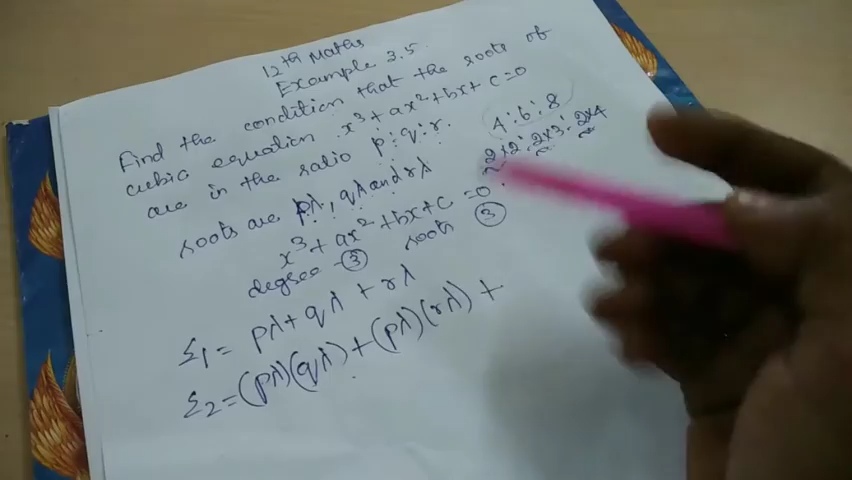 12th Maths
Example 3.5
Find the condition that the roots of
cubic equation x³ + ax² + bx + c = 0
are in the ratio p : q : r.
4 : 6 : 8
2×2 : 2×3 : 2×4
roots are pλ, qλ and rλ
x³ + ax² + bx + c = 0
degree - 3 roots 3
Σ1 = pλ + qλ + rλ
Σ2 = (pλ)(qλ) + (pλ)(rλ) +